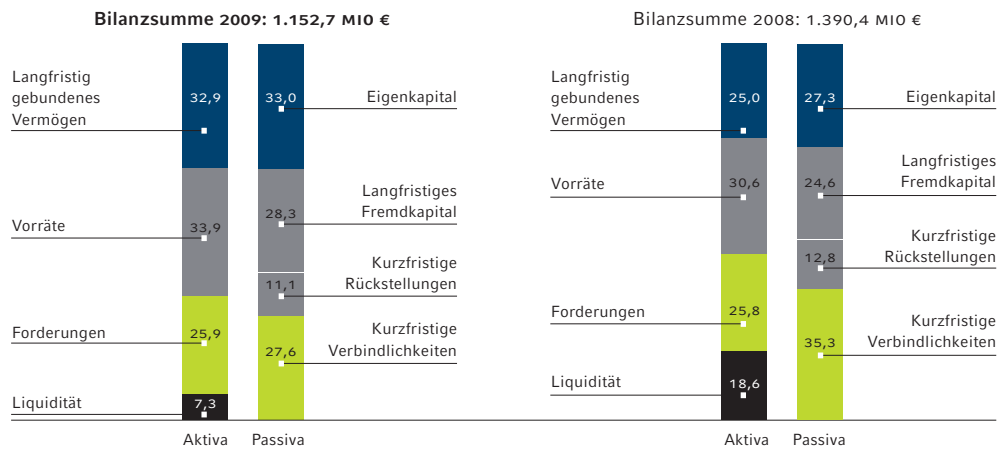 Bilanzsumme 2009: 1.152,7 MIO €
Langfristig
gebundenes
Vermögen
32,9
33,0
Eigenkapital
Vorräte
33,9
28,3
Langfristiges
Fremdkapital
11,1
Kurzfristige
Rückstellungen
Forderungen
25,9
27,6
Kurzfristige
Verbindlichkeiten
Liquidität
7,3
Aktiva
Passiva
Bilanzsumme 2008: 1.390,4 MIO €
Langfristig
gebundenes
Vermögen
25,0
27,3
Eigenkapital
Vorräte
30,6
24,6
Langfristiges
Fremdkapital
12,8
Kurzfristige
Rückstellungen
Forderungen
25,8
35,3
Kurzfristige
Verbindlichkeiten
Liquidität
18,6
Aktiva
Passiva